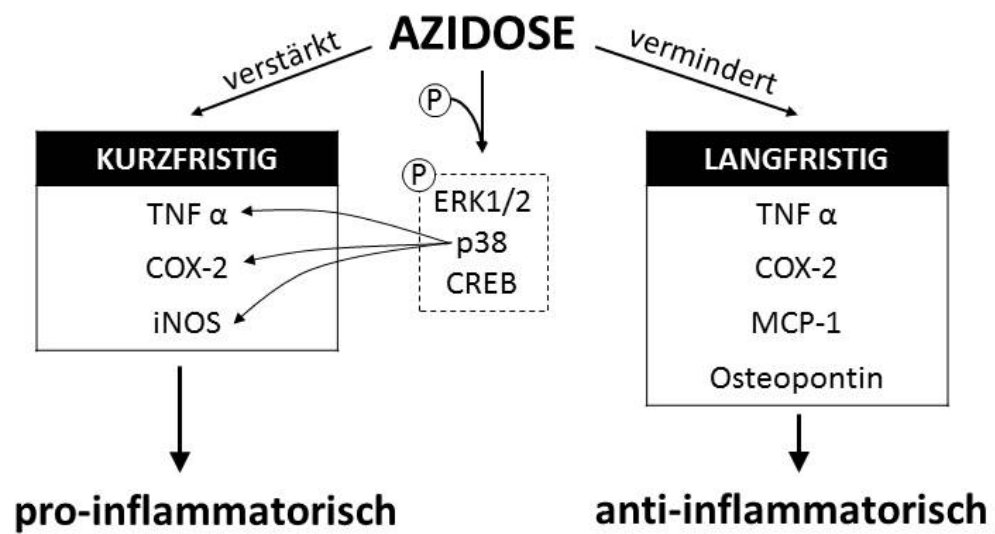 AZIDOSE
verstärkt
vermindert
P
KURZFRISTIG
TNF α
COX-2
iNOS
P
ERK1/2
p38
CREB
LANGFRISTIG
TNF α
COX-2
MCP-1
Osteopontin
pro-inflammatorisch
anti-inflammatorisch